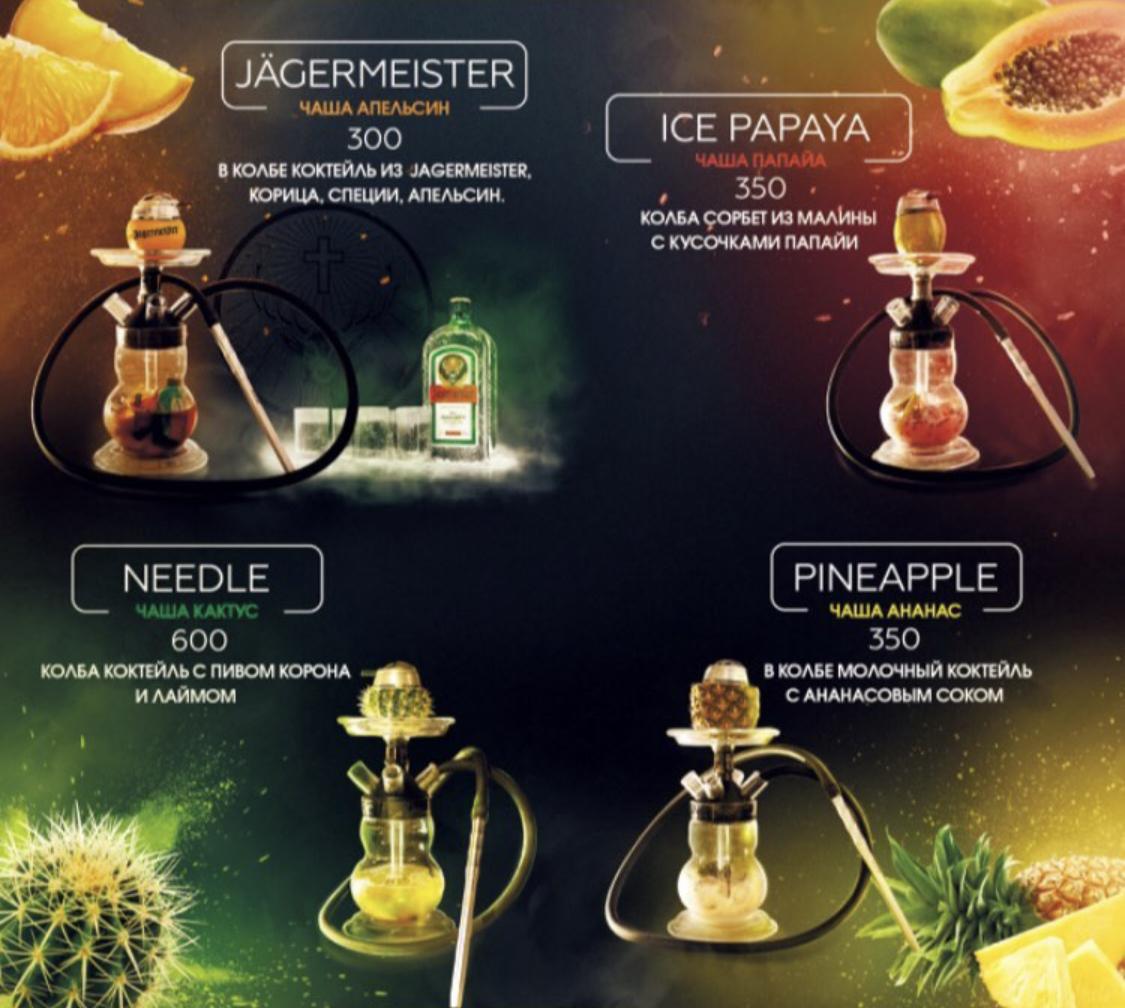 JÄGERMEISTER
ЧАША АПЕЛЬСИН
300
В КОЛБЕ КОКТЕЙЛЬ ИЗ JAGERMEISTER,
КОРИЦА, СПЕЦИИ, АПЕЛЬСИН.
Jägermeister
ICE PAPAYA
ЧАША ПАПАЙА
350
КОЛБА СОРБЕТ ИЗ МАЛИНЫ
С КУСОЧКАМИ ПАПАЙИ
NEEDLE
ЧАША КАКТУС
600
КОЛБА КОКТЕЙЛЬ С ПИВОМ КОРОНА
И ЛАЙМОМ
PINEAPPLE
ЧАША АНАНАС
350
В КОЛБЕ МОЛОЧНЫЙ КОКТЕЙЛЬ
С АНАНАСОВЫМ СОКОМ